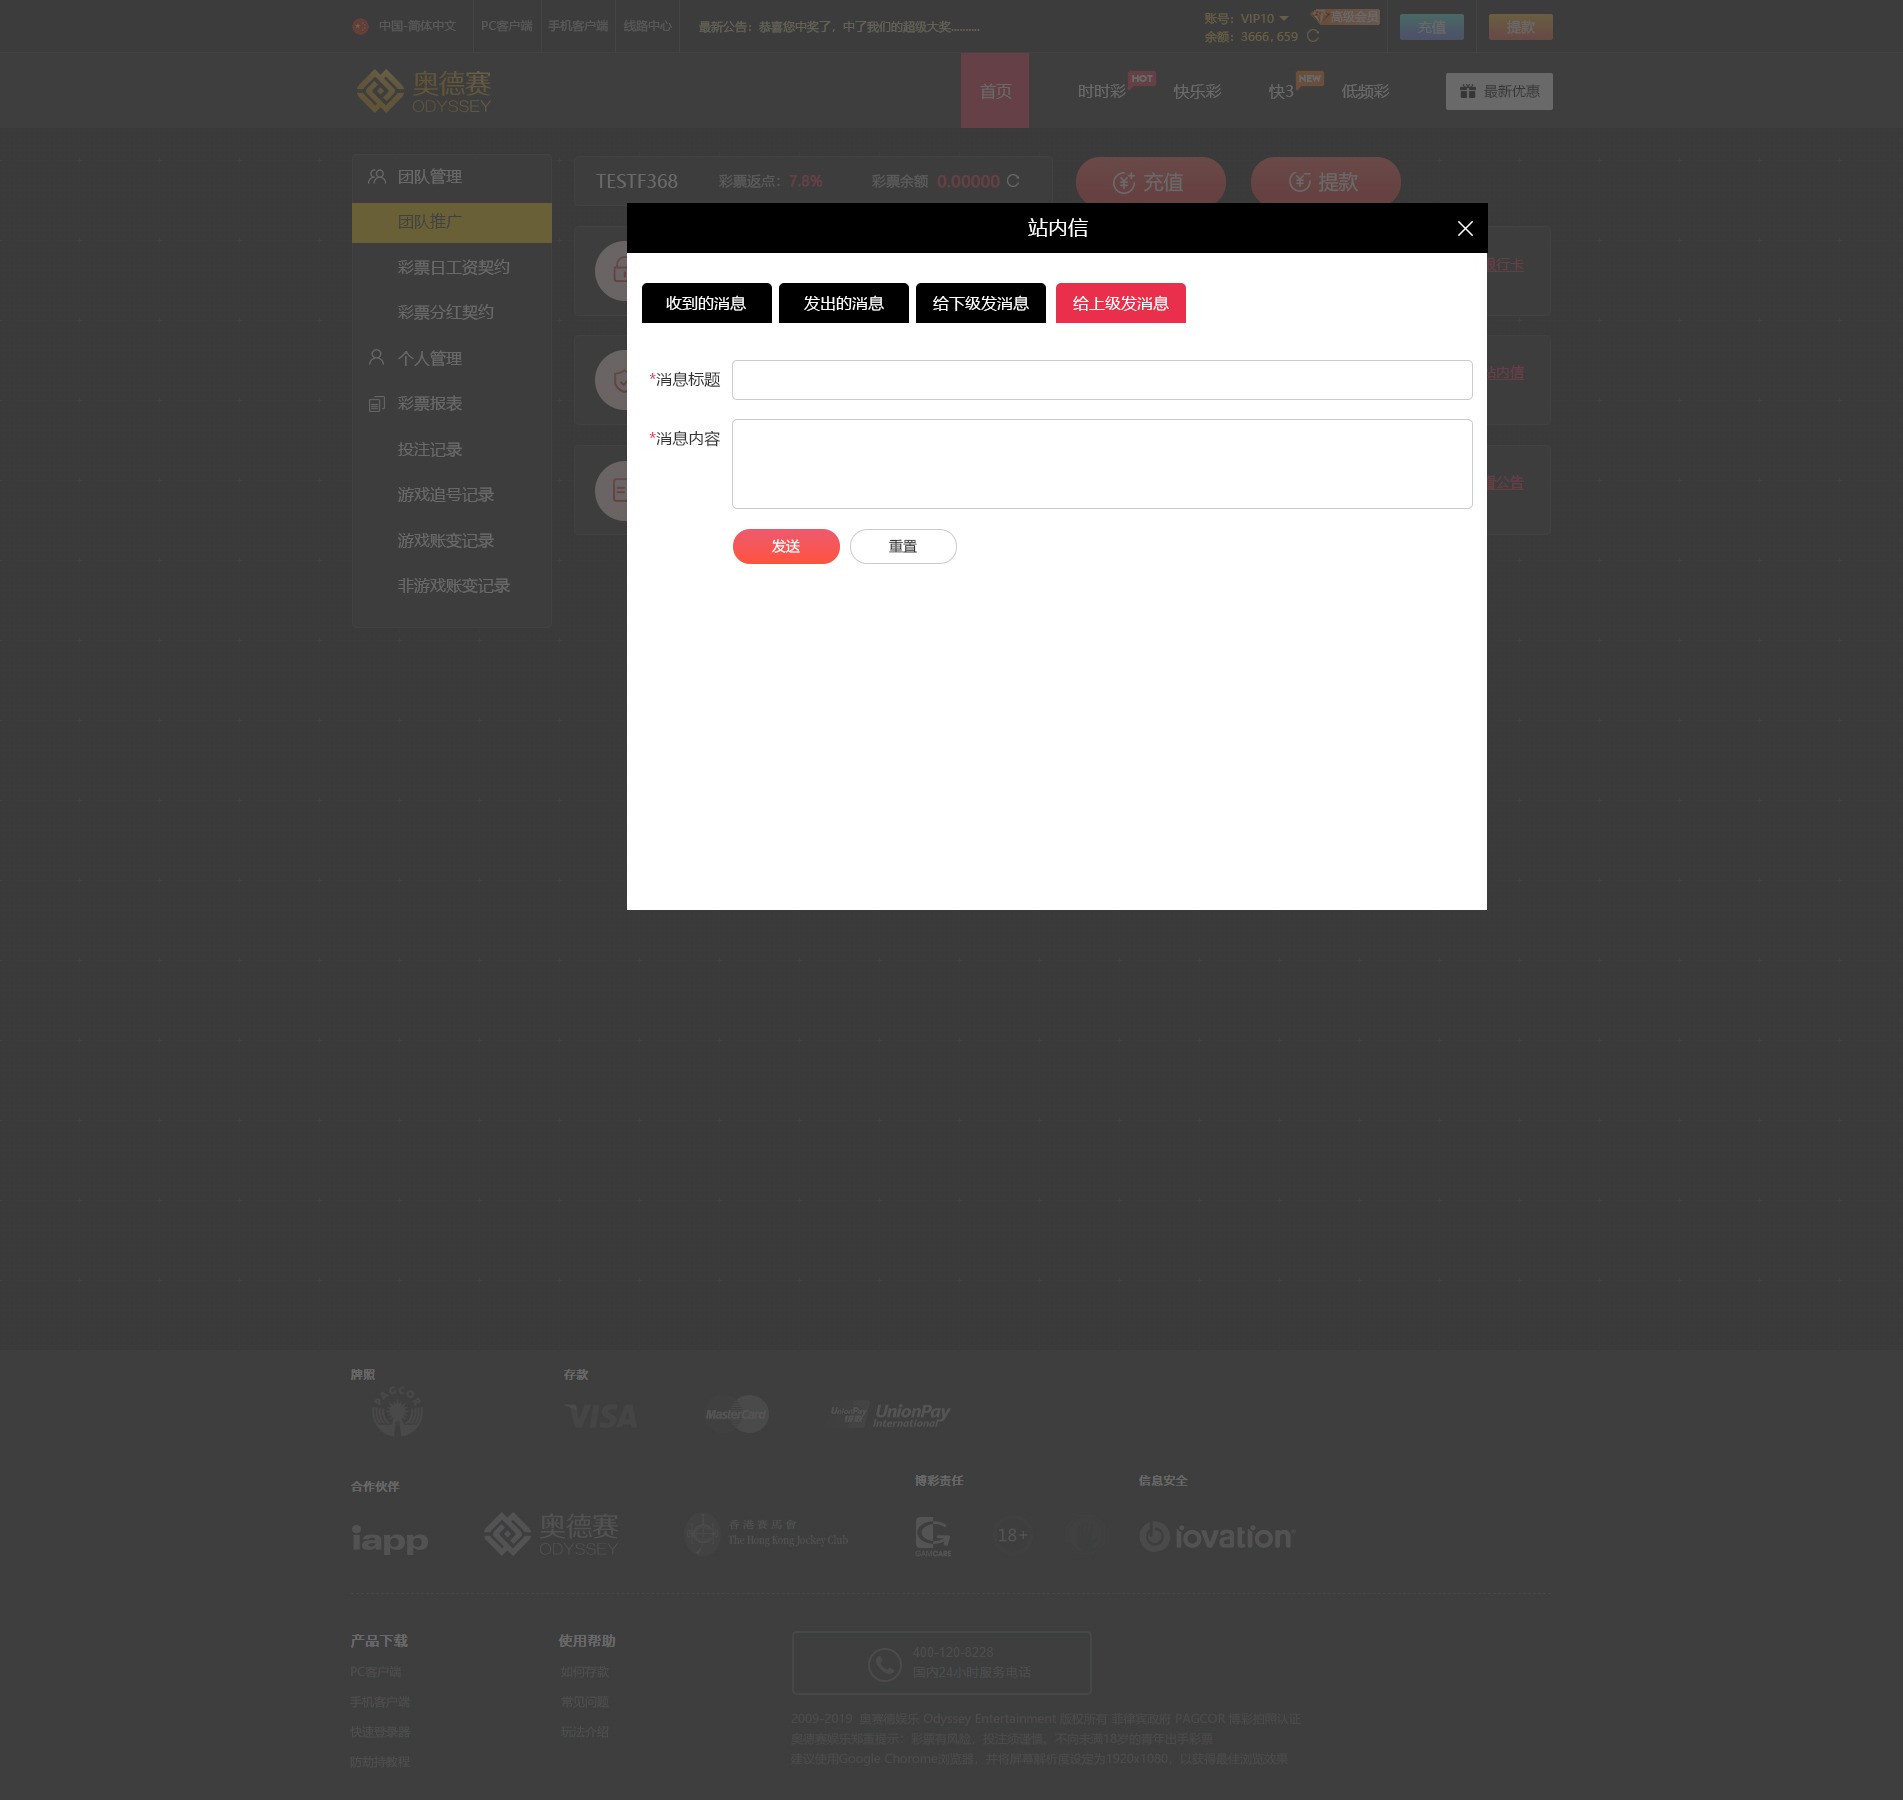 中国-简体中文 PC客户端 手机客户端 线路中心 最新公告：恭喜您中奖了，中了我们的超级大奖.......... 账号：VIP10 高级会员 充值 提款
余额：3666,659
奥德赛
ODYSSEY
首页 时时彩 HOT 快乐彩 快3 NEW 低频彩 最新优惠
团队管理
TESTF368 彩票返点：7.8% 彩票余额 0.00000 充值 提款
团队推广
站内信
彩票日工资契约
行卡
彩票分红契约
收到的消息 发出的消息 给下级发消息 给上级发消息
个人管理
*消息标题
站内信
彩票报表
*消息内容
投注记录
公告
游戏追号记录
游戏账变记录
发送 重置
非游戏账变记录
牌照 存款
PAGCOR
VISA MasterCard UnionPay 银联 UnionPay International
合作伙伴 博彩责任 信息安全
iapp 奥德赛 ODYSSEY 香港賽馬會 The Hong Kong Jockey Club GAMCARE 18+ iovation
产品下载 使用帮助
PC客户端 如何存款
手机客户端 常见问题
快速登录器 玩法介绍
防劫持教程
400-120-8228
国内24小时服务电话
2009-2019 奥赛德娱乐 Odyssey Entertainment 版权所有 菲律宾政府 PAGCOR 博彩拍照认证
奥德赛娱乐郑重提示：彩票有风险，投注须谨慎，不向未满18岁的青年出手彩票
建议使用Google Chorome浏览器，并将屏幕解析度设定为1920x1080，以获得最佳浏览效果